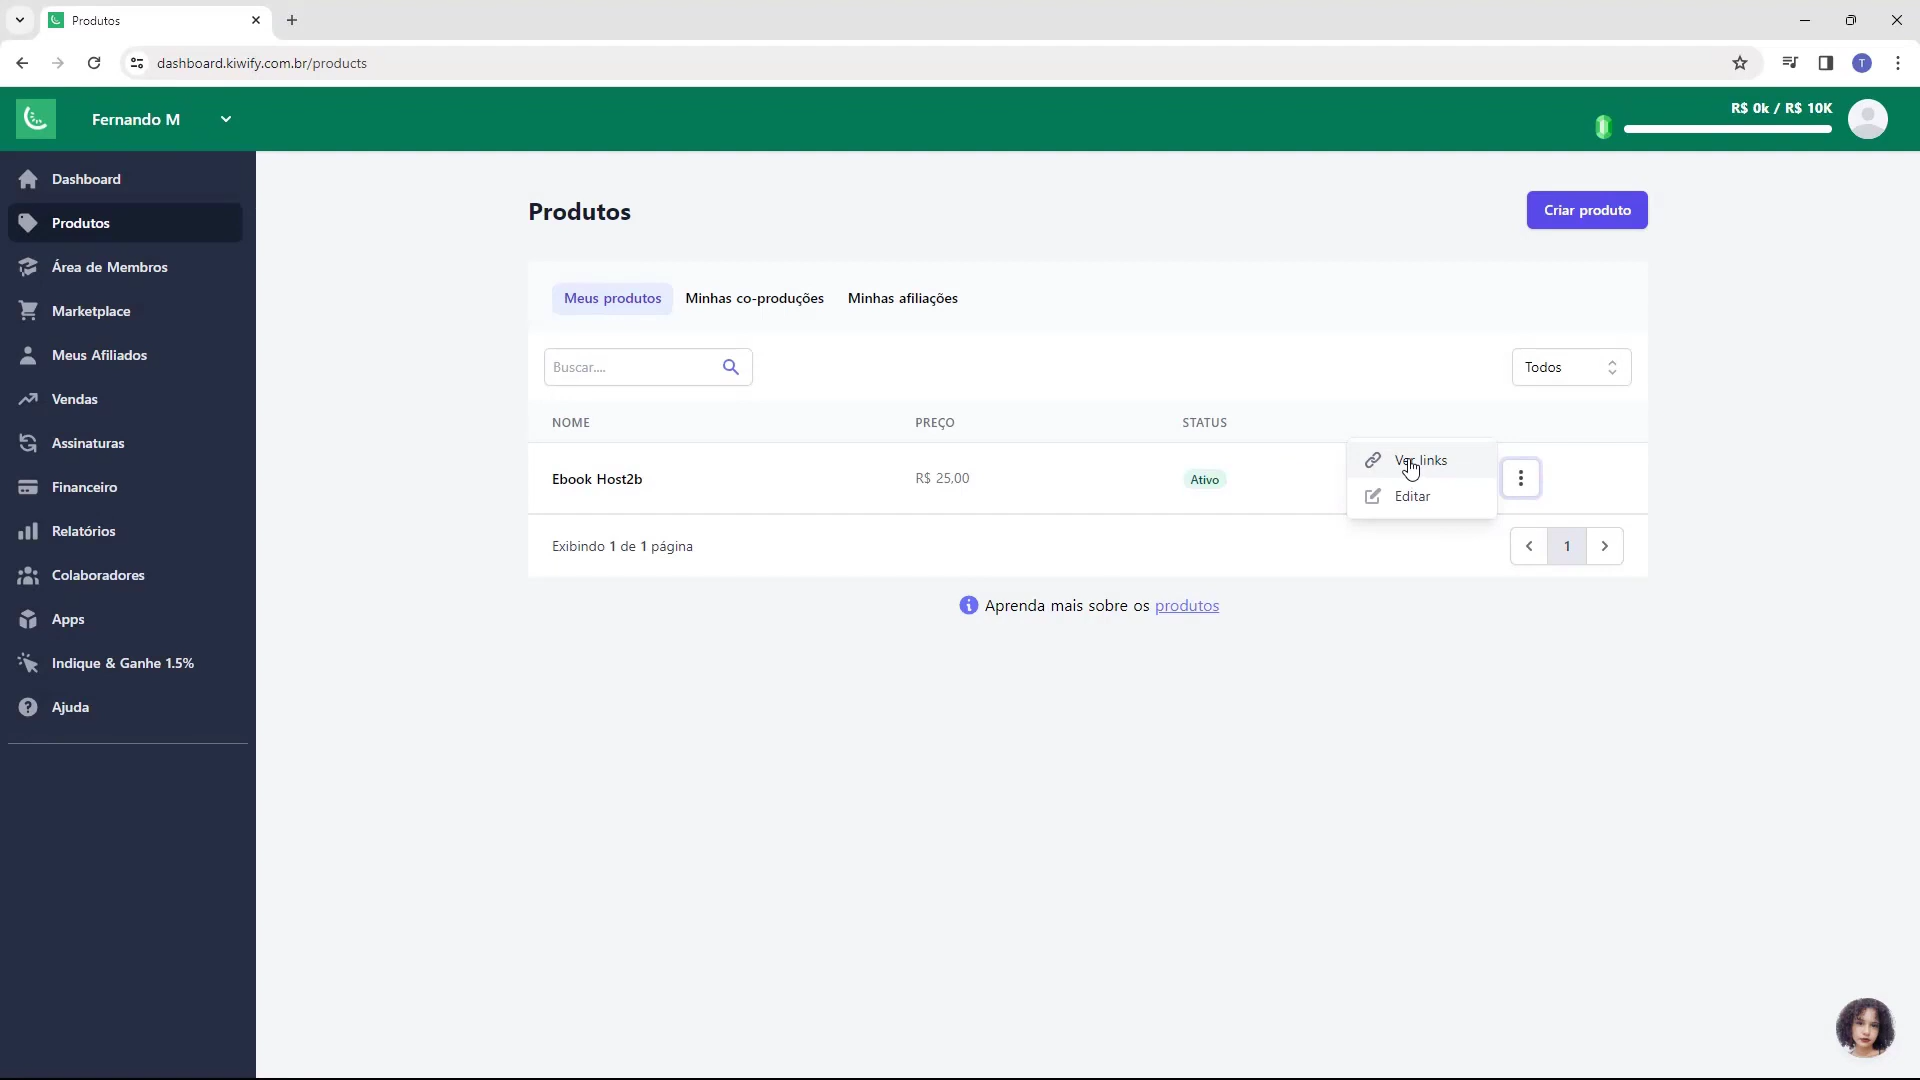 Produtos
dashboard.kiwify.com.br/products
T
Fernando M
R$ 0k / R$ 10K
Dashboard
Produtos
Área de Membros
Marketplace
Meus Afiliados
Vendas
Assinaturas
Financeiro
Relatórios
Colaboradores
Apps
Indique & Ganhe 1.5%
Ajuda
Produtos
Criar produto
Meus produtos Minhas co-produções Minhas afiliações
Buscar....
Todos
NOME PREÇO STATUS
Ebook Host2b R$ 25,00 Ativo
Ver links
Editar
Exibindo 1 de 1 página
1
Aprenda mais sobre os produtos